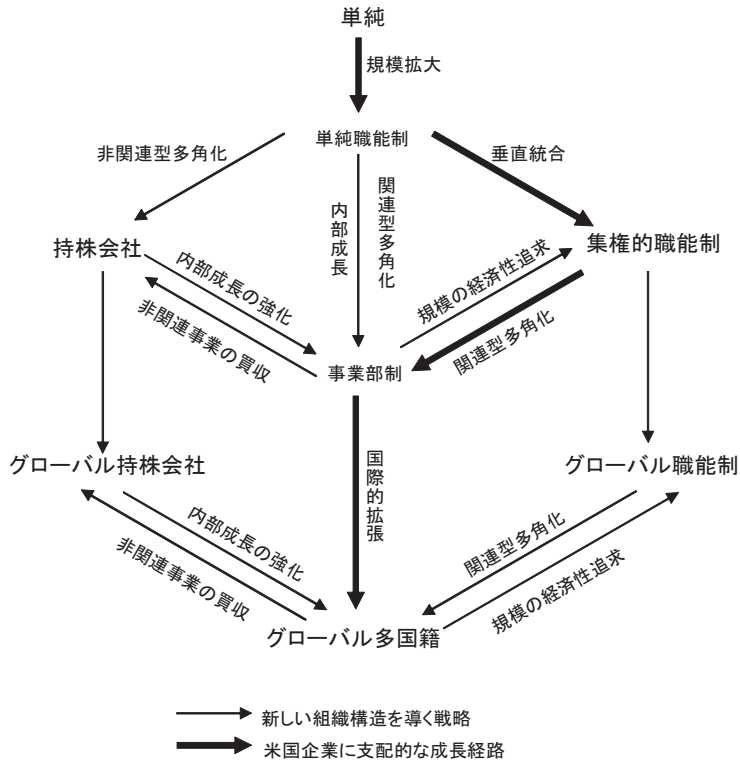 単純
規模拡大
単純職能制
非関連型多角化
垂直統合
内部成長
関連型多角化
持株会社
集権的職能制
内部成長の強化
非関連事業の買収
規模の経済性追求
関連型多角化
事業部制
グローバル持株会社
国際的拡張
グローバル職能制
内部成長の強化
非関連事業の買収
関連型多角化
規模の経済性追求
グローバル多国籍
新しい組織構造を導く戦略
米国企業に支配的な成長経路